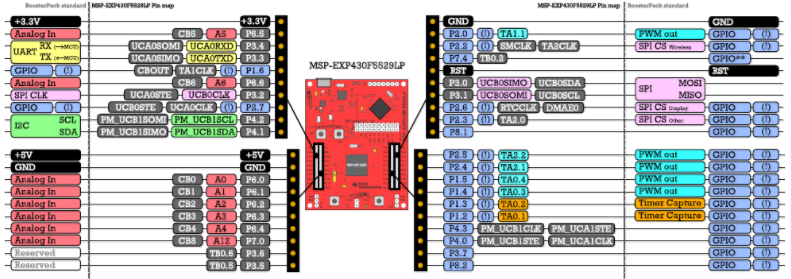 BoosterPack standard MSP-EXP430F5529LP Pin map
MSP-EXP430F5529LP Pin map BoosterPack standard
+3.3V +3.3V
Analog In CB5 A5 P6.5
UART RX (→MCU) UCA0SOMI UCA0RXD P3.4
TX (←MCU) UCA0SIMO UCA0TXD P3.3
GPIO (!) CBOUT TA1CLK (!) P1.6
Analog In CB6 A6 P6.6
SPI CLK UCA0STE UCB0CLK P3.2
GPIO (!) UCB0STE UCA0CLK (!) P2.7
I2C SCL PM_UCB1SOMI PM_UCB1SCL P4.2
SDA PM_UCB1SIMO PM_UCB1SDA P4.1
+5V +5V
GND GND
Analog In CB0 A0 P6.0
Analog In CB1 A1 P6.1
Analog In CB2 A2 P6.2
Analog In CB3 A3 P6.3
Analog In CB4 A4 P6.4
Analog In CB8 A12 P7.0
Reserved TB0.6 P3.6
Reserved TB0.5 P3.5
MSP-EXP430F5529LP
GND GND
P2.0 (!) TA1.1 PWM out GPIO (!)
P2.2 (!) SMCLK TA2CLK SPI CS Wireless GPIO (!)
P7.4 TB0.2 GPIO**
RST RST
P3.0 UCB0SIMO UCB0SDA SPI MOSI
P3.1 UCB0SOMI UCB0SCL MISO
P2.6 (!) RTCCLK DMAE0 SPI CS Display GPIO (!)
P2.3 (!) TA2.0 SPI CS Other GPIO (!)
P8.1 GPIO (!)
P2.5 (!) TA2.2 PWM out GPIO (!)
P2.4 (!) TA2.1 PWM out GPIO (!)
P1.5 (!) TA0.4 PWM out GPIO (!)
P1.4 (!) TA0.3 PWM out GPIO (!)
P1.3 (!) TA0.2 Timer Capture GPIO (!)
P1.2 (!) TA0.1 Timer Capture GPIO (!)
P4.3 PM_UCB1CLK PM_UCA1STE GPIO (!)
P4.0 PM_UCB1STE PM_UCA1CLK GPIO (!)
P3.7 GPIO (!)
P8.2 GPIO (!)